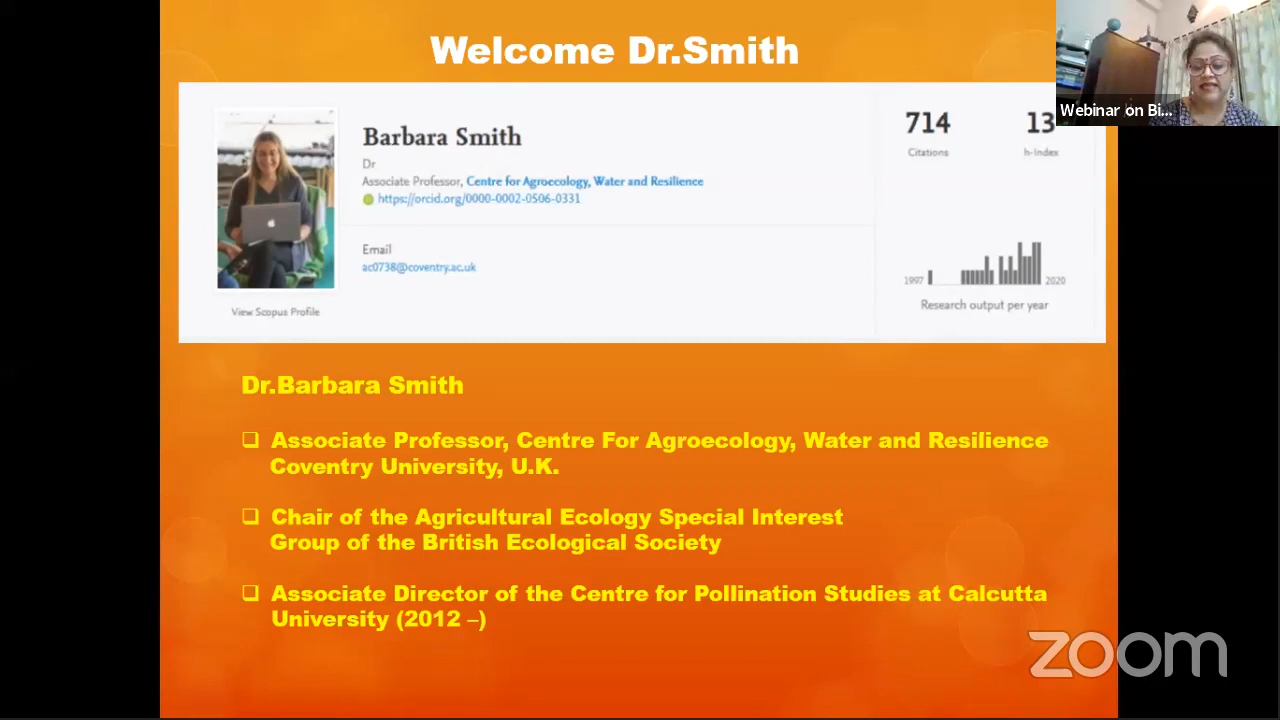 Welcome Dr.Smith
Webinar on Bi...
Barbara Smith
Dr
Associate Professor, Centre for Agroecology, Water and Resilience
https://orcid.org/0000-0002-0506-0331
Email
ac0738@coventry.ac.uk
View Scopus Profile
714
Citations
13
h-Index
1997
2020
Research output per year
Dr.Barbara Smith
❑ Associate Professor, Centre For Agroecology, Water and Resilience
Coventry University, U.K.
❑ Chair of the Agricultural Ecology Special Interest
Group of the British Ecological Society
❑ Associate Director of the Centre for Pollination Studies at Calcutta
University (2012 –)
zoom